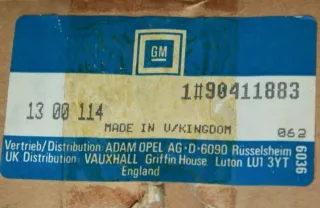 GM
1#90411883
13 00 114
MADE IN U/KINGDOM 062
Vertrieb/Distribution: ADAM OPEL AG·D-6090 Rüsselsheim
UK Distribution: VAUXHALL Griffin House Luton LU1 3YT
England
6036